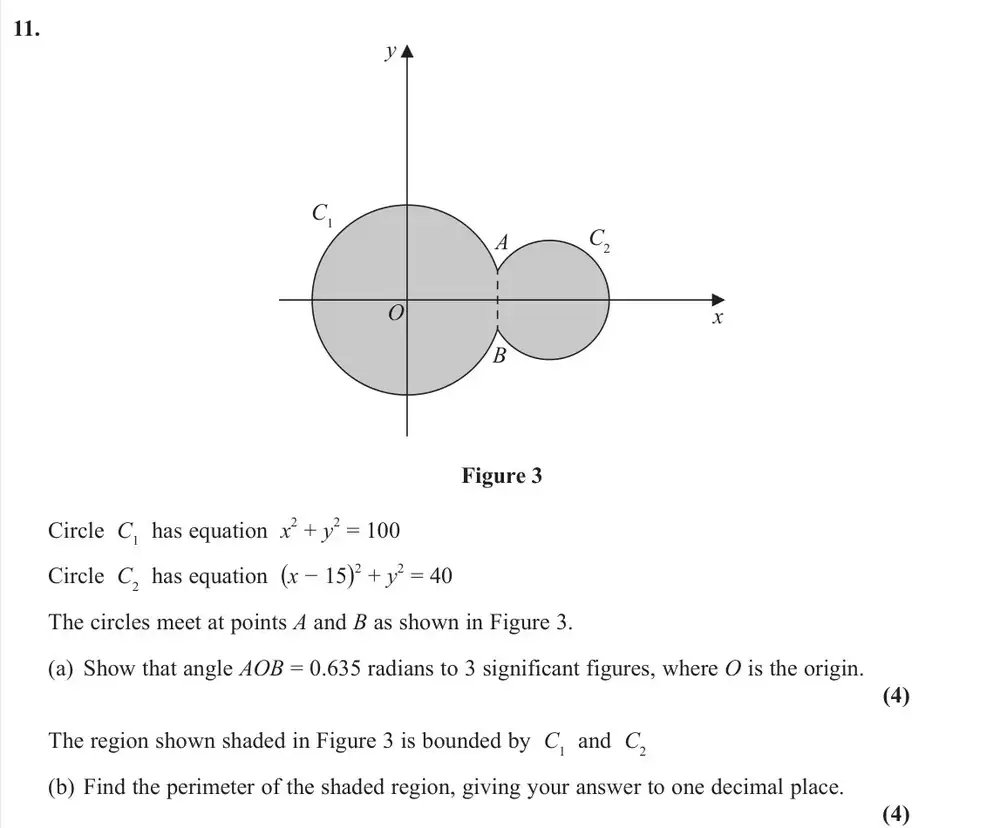 11.
y
C₁
A
C₂
O
x
B
Figure 3
Circle C₁ has equation x² + y² = 100
Circle C₂ has equation (x − 15)² + y² = 40
The circles meet at points A and B as shown in Figure 3.
(a) Show that angle AOB = 0.635 radians to 3 significant figures, where O is the origin.
(4)
The region shown shaded in Figure 3 is bounded by C₁ and C₂
(b) Find the perimeter of the shaded region, giving your answer to one decimal place.
(4)